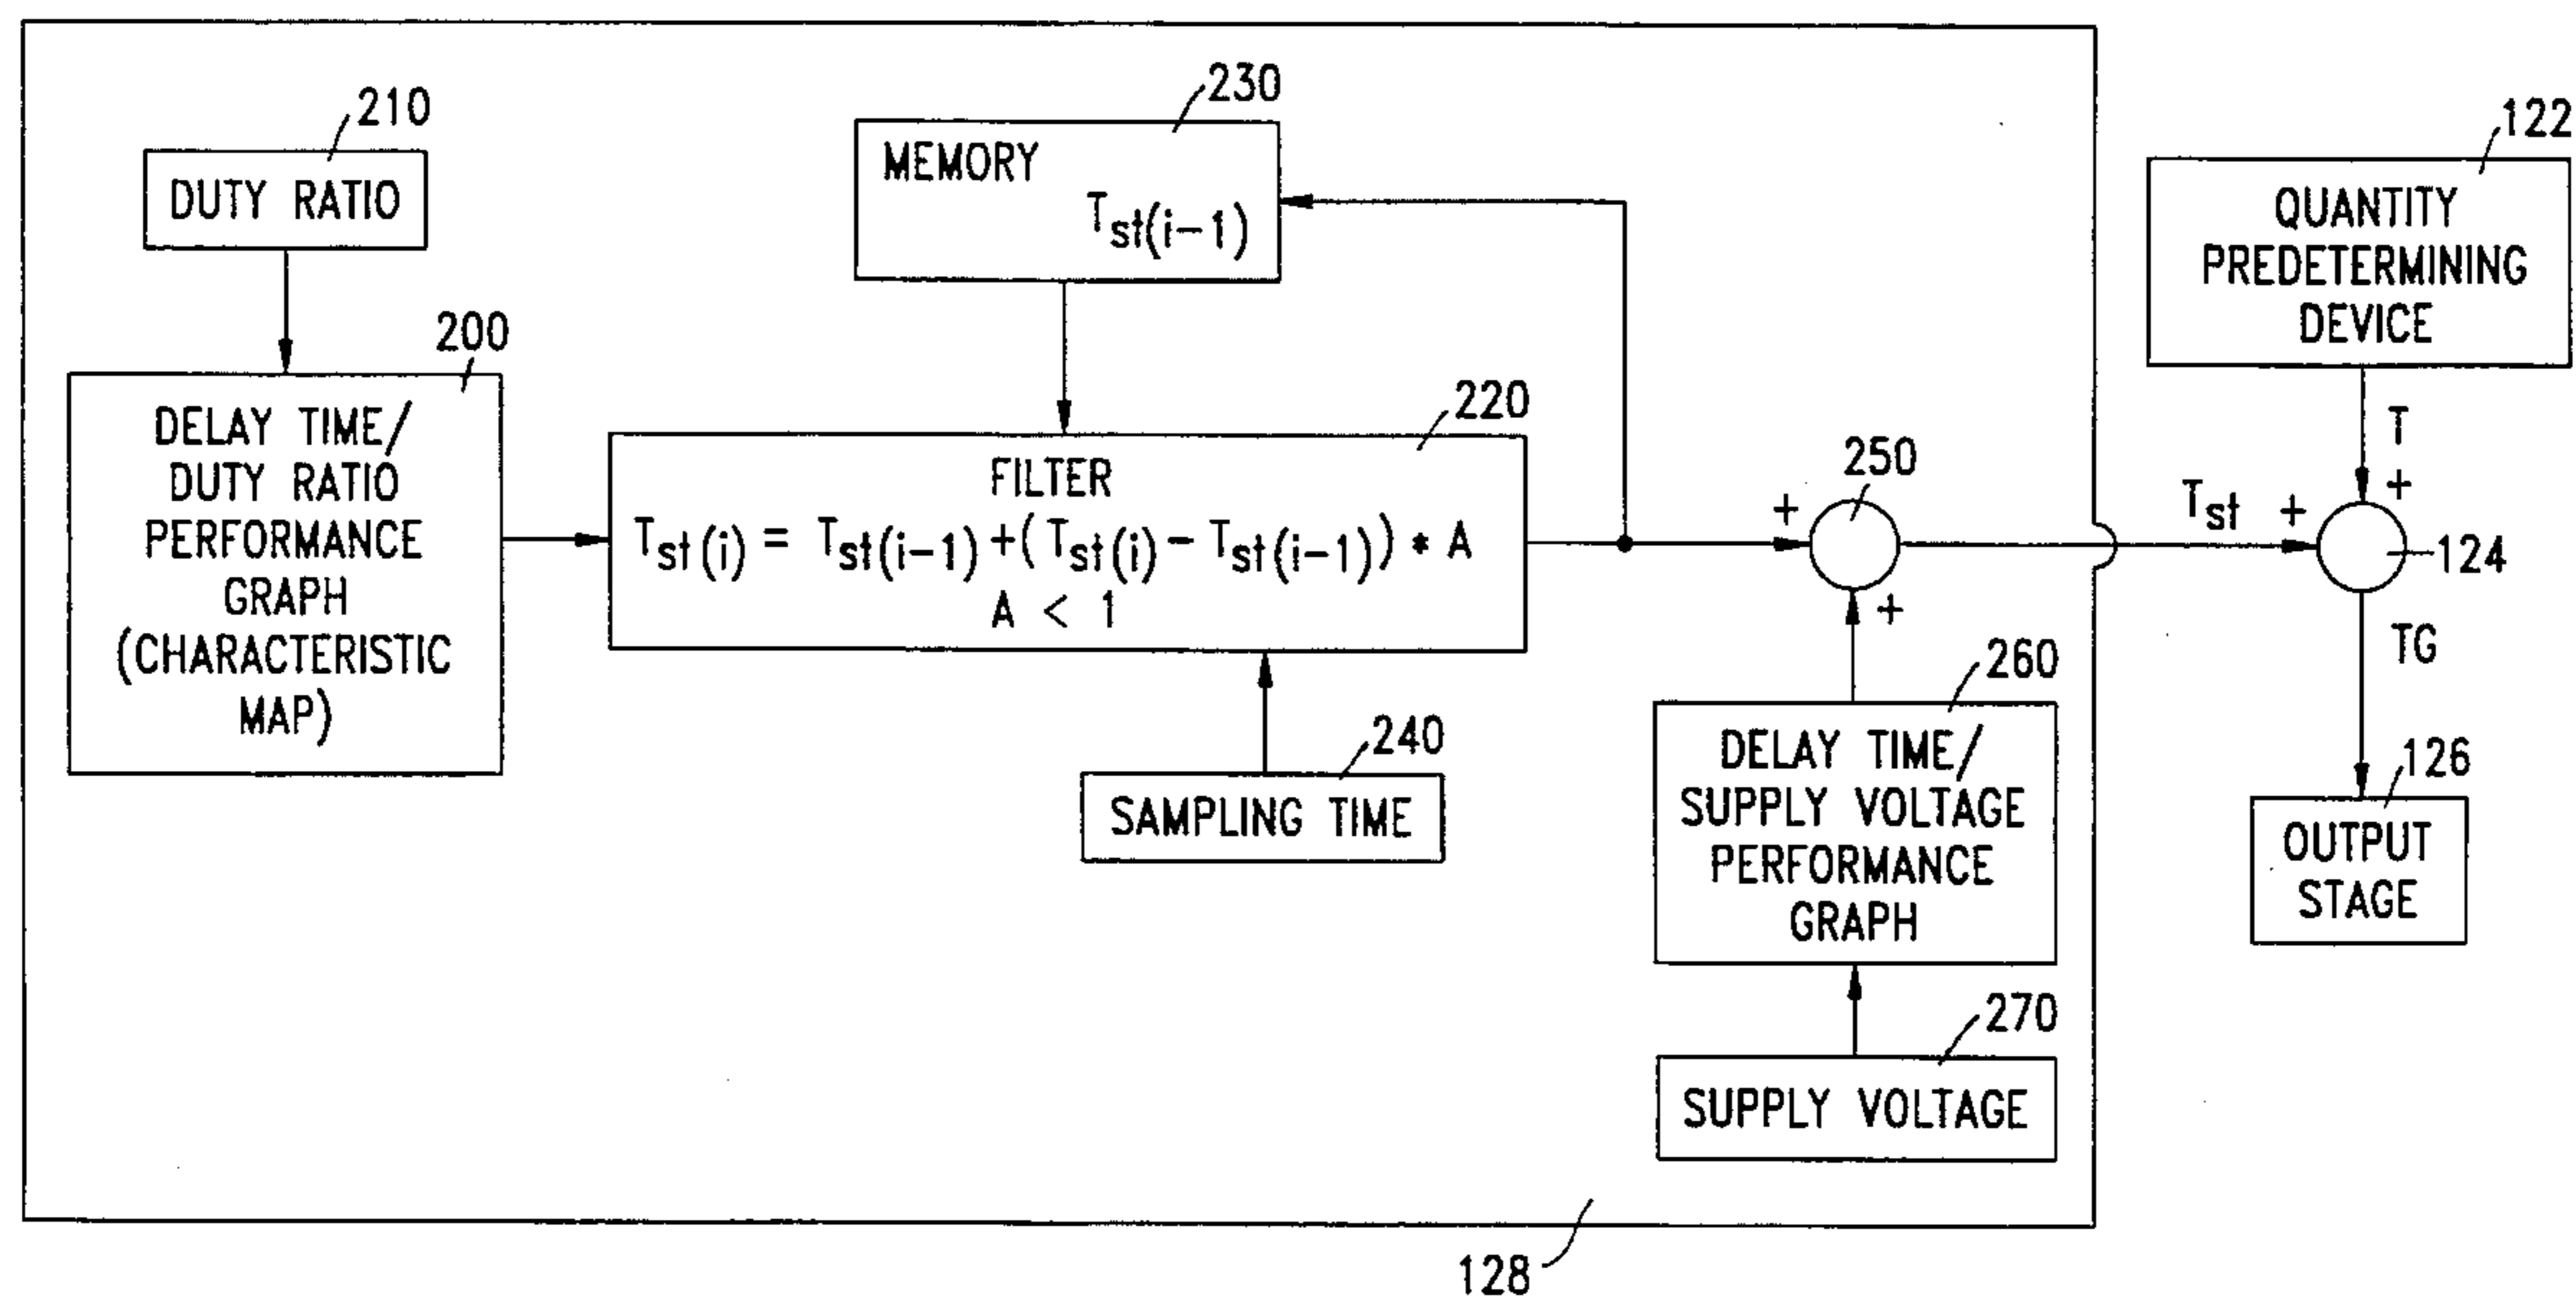 210
DUTY RATIO
200
DELAY TIME/
DUTY RATIO
PERFORMANCE
GRAPH
(CHARACTERISTIC
MAP)
230
MEMORY
Tst(i-1)
220
FILTER
Tst(i) = Tst(i-1) +( Tst(i) - Tst(i-1)) * A
A < 1
240
SAMPLING TIME
250
+
+
260
DELAY TIME/
SUPPLY VOLTAGE
PERFORMANCE
GRAPH
270
SUPPLY VOLTAGE
128
122
QUANTITY
PREDETERMINING
DEVICE
T
+
Tst +
124
TG
126
OUTPUT
STAGE